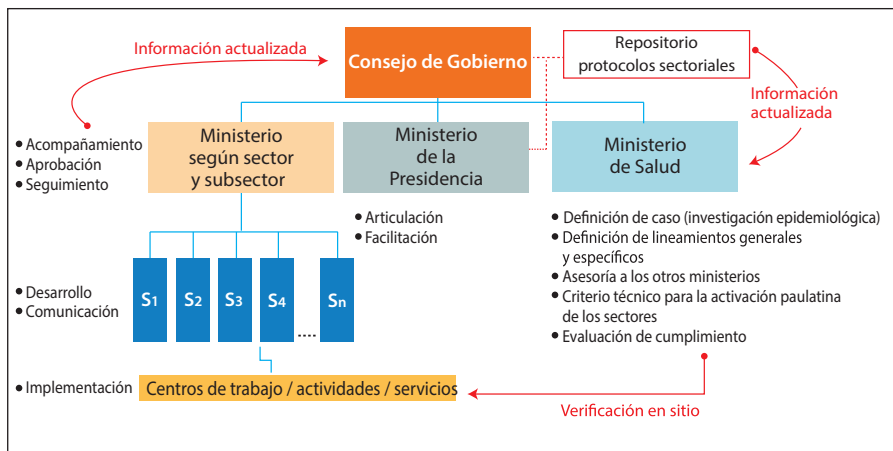 Información actualizada
Consejo de Gobierno
Repositorio
protocolos sectoriales
Información
actualizada
• Acompañamiento
• Aprobación
• Seguimiento
Ministerio
según sector
y subsector
Ministerio
de la
Presidencia
Ministerio
de Salud
• Articulación
• Facilitación
• Definición de caso (investigación epidemiológica)
• Definición de lineamientos generales
y específicos
• Asesoría a los otros ministerios
• Criterio técnico para la activación paulatina
de los sectores
• Evaluación de cumplimiento
• Desarrollo
• Comunicación
S1
S2
S3
S4
....
Sn
• Implementación
Centros de trabajo / actividades / servicios
Verificación en sitio